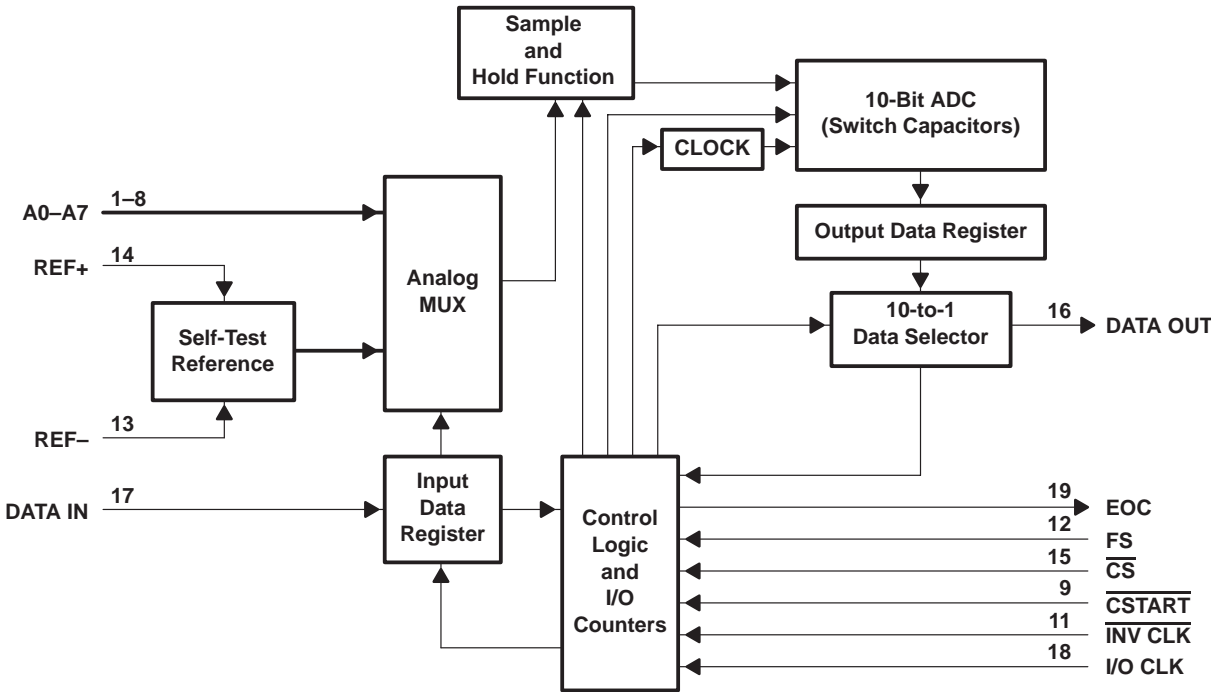 Sample
and
Hold Function
10-Bit ADC
(Switch Capacitors)
CLOCK
A0–A7
1–8
REF+
14
Analog
MUX
Output Data Register
Self-Test
Reference
10-to-1
Data Selector
16
DATA OUT
REF–
13
DATA IN
17
Input
Data
Register
Control
Logic
and
I/O
Counters
19
EOC
12
FS
15
CS
9
CSTART
11
INV CLK
18
I/O CLK